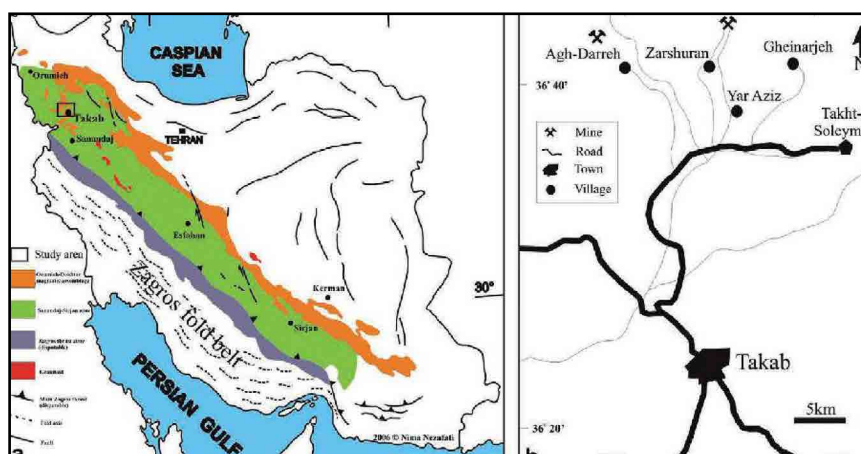 CASPIAN
SEA
Orumieh
Takab
Sanandaj
TEHRAN
Esfahan
Study area
Zagros fold belt
Kerman
30°
Sirjan
PERSIAN GULF
Fold axis
Fault
2006 © Nima Nezafati
a
Agh-Darreh
Zarshuran
Gheinarjeh
N
36°40'
Yar Aziz
Takht-
Soleym
Mine
Road
Town
Village
Takab
5km
36°20'